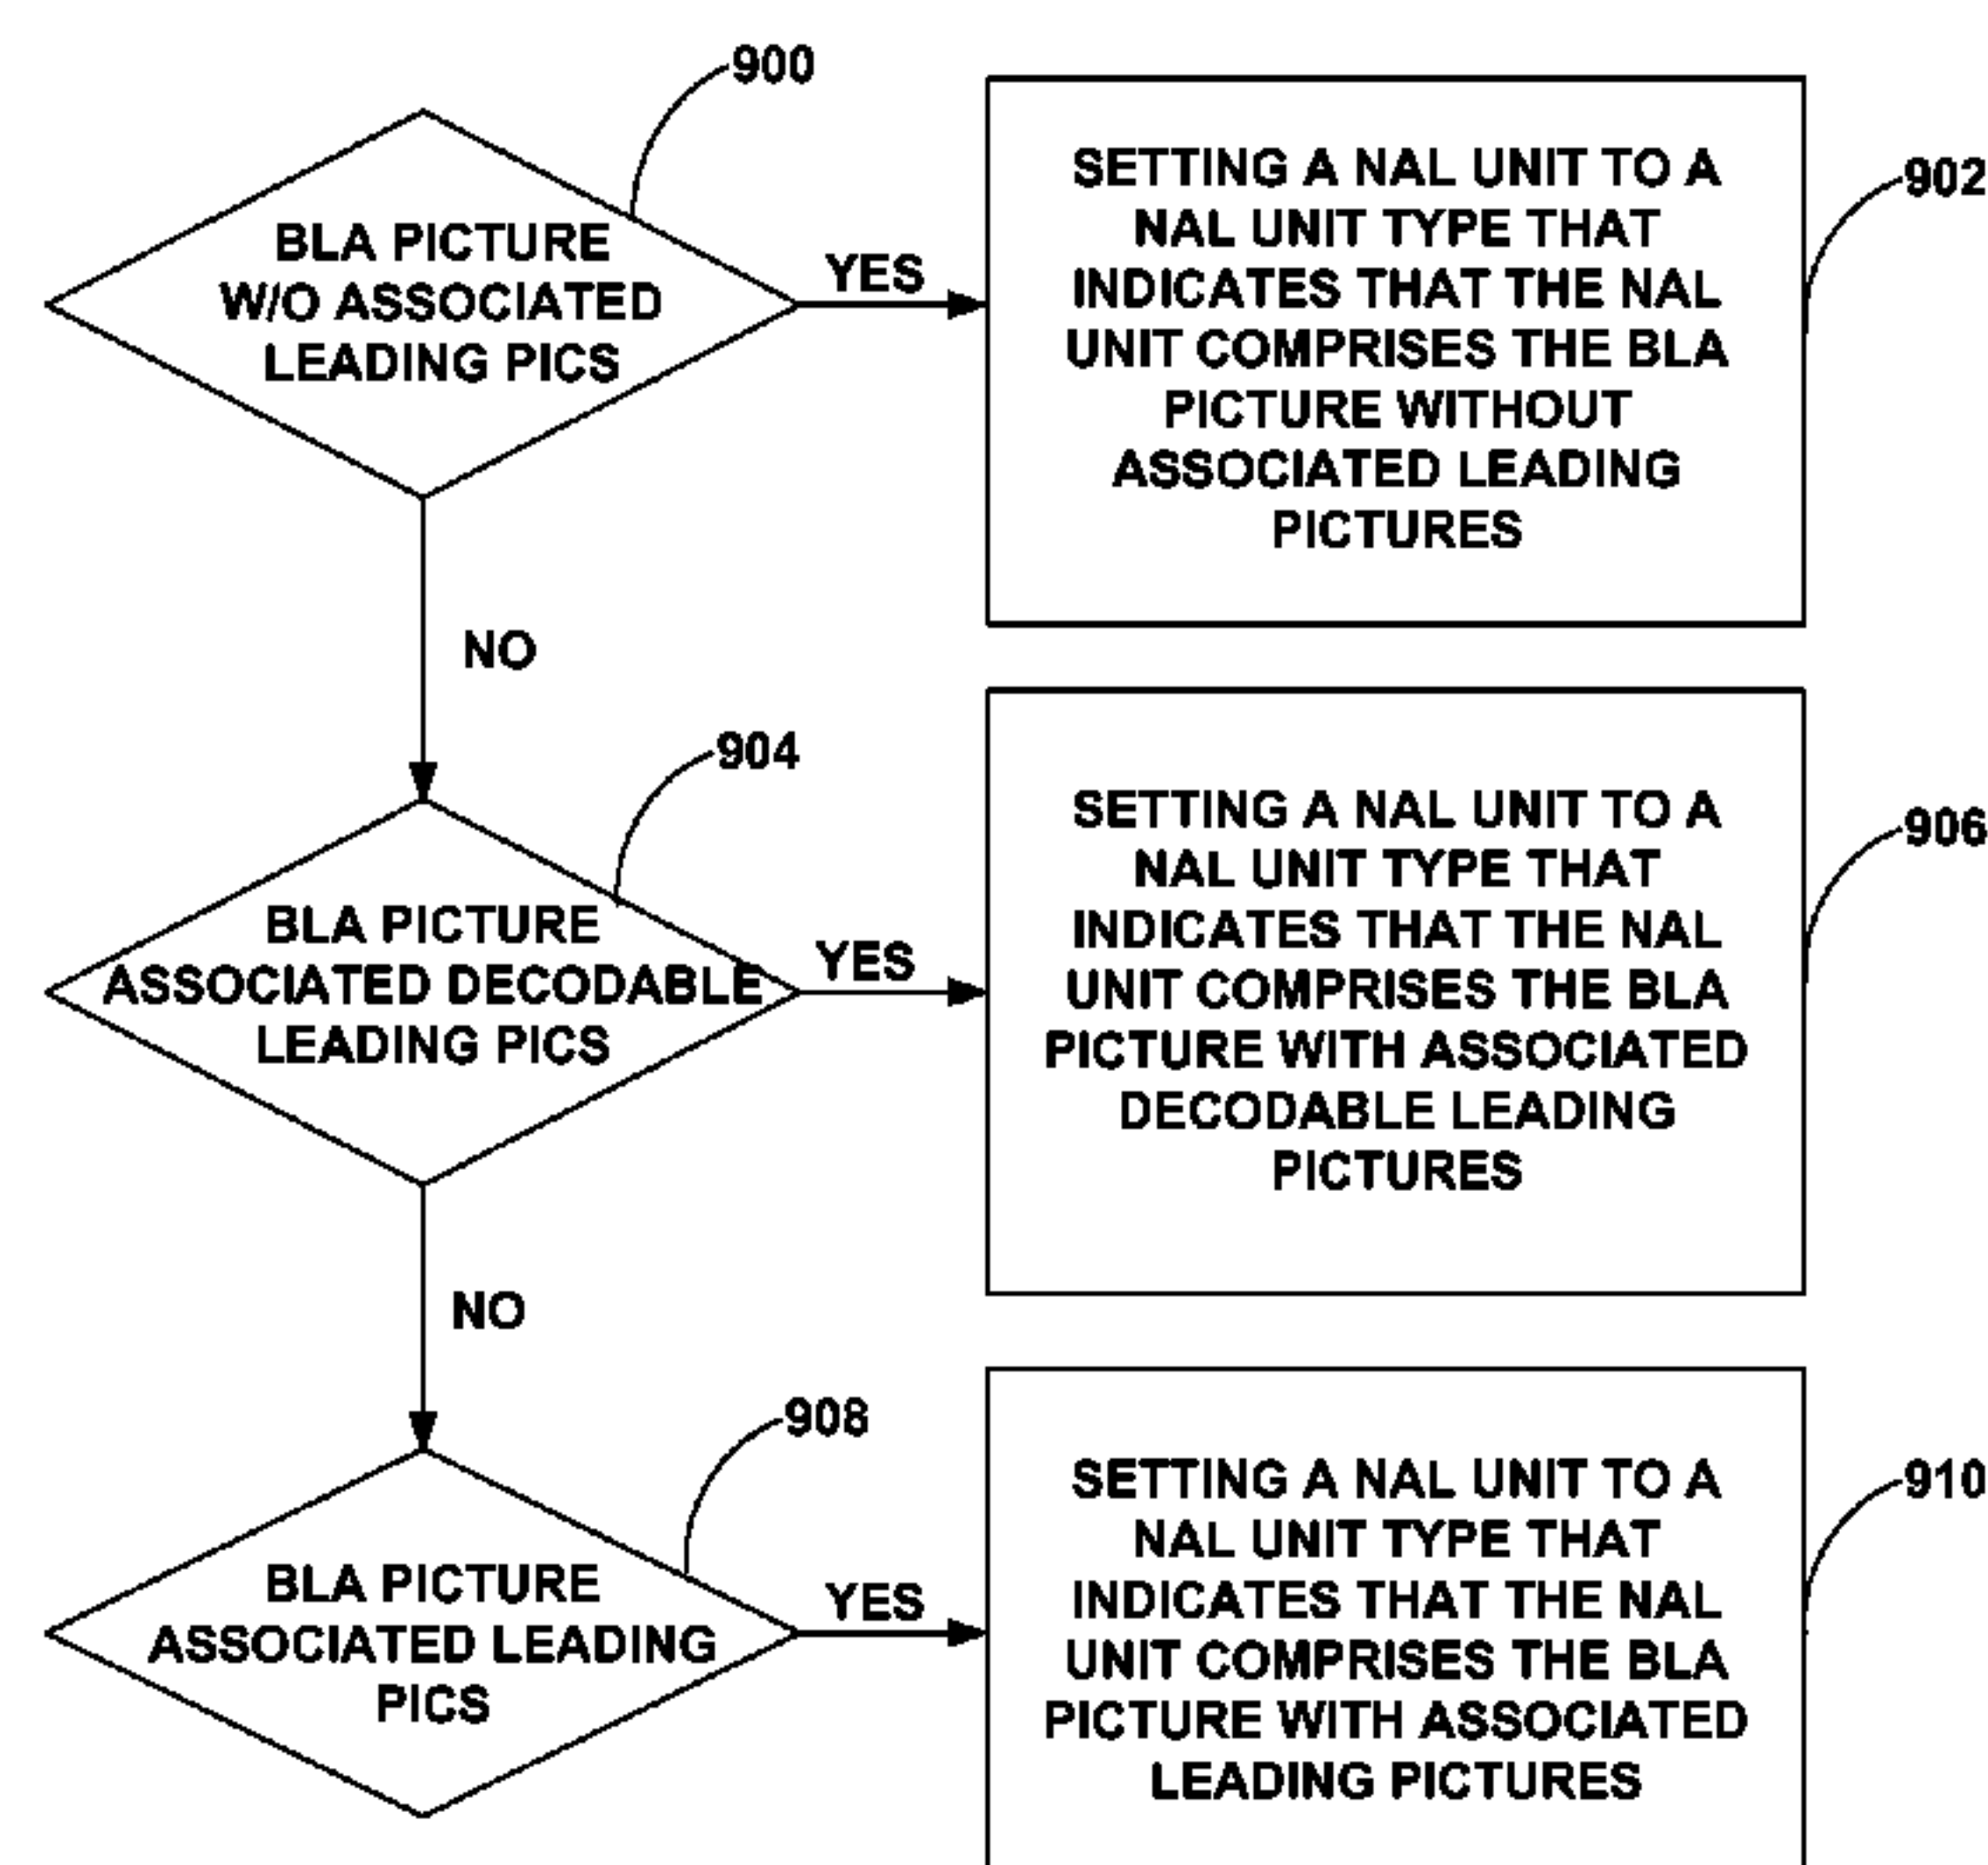 900
BLA PICTURE
W/O ASSOCIATED
LEADING PICS
YES
SETTING A NAL UNIT TO A
NAL UNIT TYPE THAT
INDICATES THAT THE NAL
UNIT COMPRISES THE BLA
PICTURE WITHOUT
ASSOCIATED LEADING
PICTURES
902
NO
904
BLA PICTURE
ASSOCIATED DECODABLE
LEADING PICS
YES
SETTING A NAL UNIT TO A
NAL UNIT TYPE THAT
INDICATES THAT THE NAL
UNIT COMPRISES THE BLA
PICTURE WITH ASSOCIATED
DECODABLE LEADING
PICTURES
906
NO
908
BLA PICTURE
ASSOCIATED LEADING
PICS
YES
SETTING A NAL UNIT TO A
NAL UNIT TYPE THAT
INDICATES THAT THE NAL
UNIT COMPRISES THE BLA
PICTURE WITH ASSOCIATED
LEADING PICTURES
910